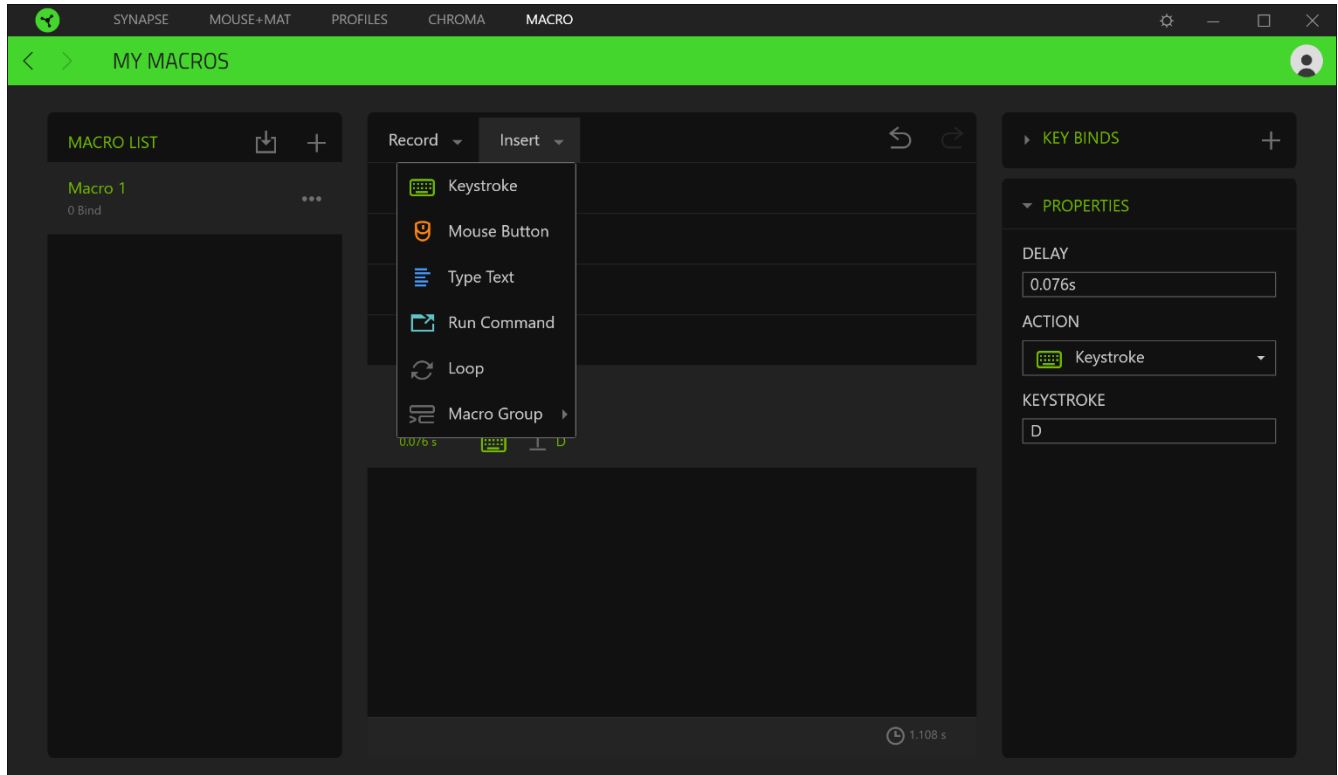 SYNAPSE MOUSE+MAT PROFILES CHROMA MACRO
MY MACROS
MACRO LIST
Macro 1
0 Bind
Record Insert
Keystroke
Mouse Button
Type Text
Run Command
Loop
Macro Group
0.076 s D
1.108 s
KEY BINDS
PROPERTIES
DELAY
0.076s
ACTION
Keystroke
KEYSTROKE
D